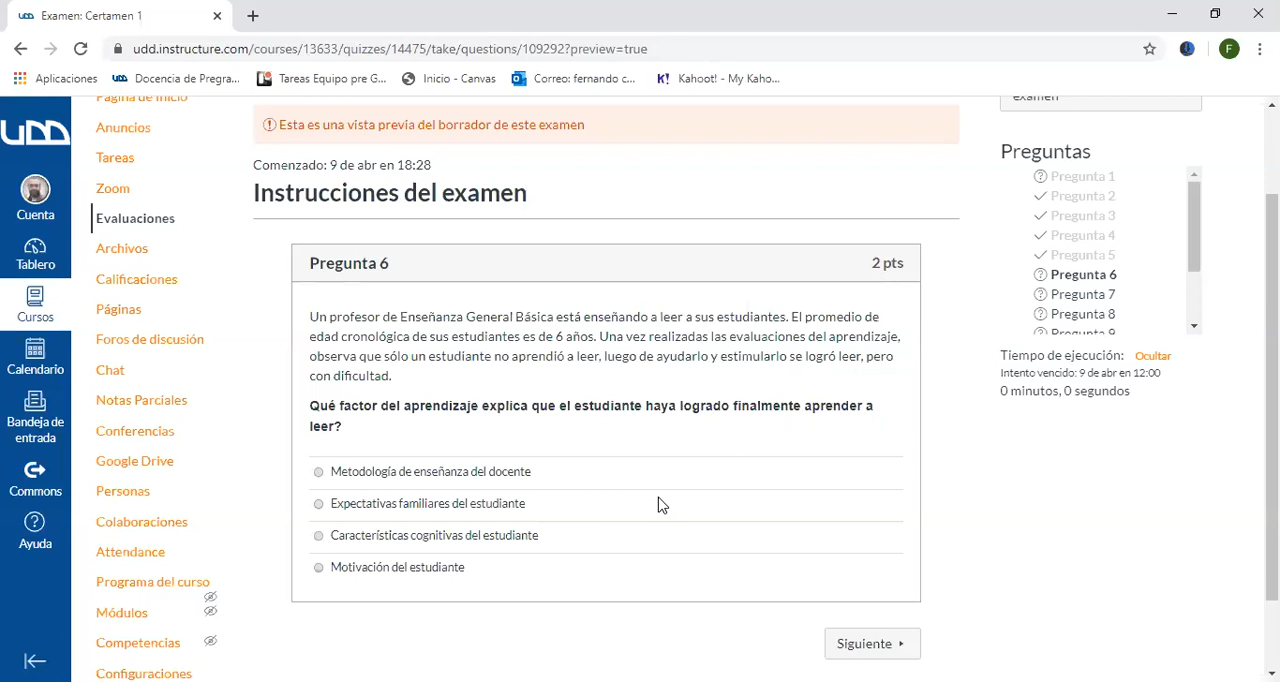 Examen: Certamen 1
udd.instructure.com/courses/13633/quizzes/14475/take/questions/109292?preview=true
F
Aplicaciones
Docencia de Pregra...
Tareas Equipo pre G...
Inicio - Canvas
Correo: fernando c...
K! Kahoot! - My Kaho...
UDD
Cuenta
Tablero
Cursos
Calendario
Bandeja de
entrada
Commons
Ayuda
Página de Inicio
Anuncios
Tareas
Zoom
Evaluaciones
Archivos
Calificaciones
Páginas
Foros de discusión
Chat
Notas Parciales
Conferencias
Google Drive
Personas
Colaboraciones
Attendance
Programa del curso
Módulos
Competencias
Configuraciones
Esta es una vista previa del borrador de este examen
Comenzado: 9 de abr en 18:28
Instrucciones del examen
Pregunta 6
2 pts
Un profesor de Enseñanza General Básica está enseñando a leer a sus estudiantes. El promedio de
edad cronológica de sus estudiantes es de 6 años. Una vez realizadas las evaluaciones del aprendizaje,
observa que sólo un estudiante no aprendió a leer, luego de ayudarlo y estimularlo se logró leer, pero
con dificultad.
Qué factor del aprendizaje explica que el estudiante haya logrado finalmente aprender a
leer?
Metodología de enseñanza del docente
Expectativas familiares del estudiante
Características cognitivas del estudiante
Motivación del estudiante
Siguiente
examen
Preguntas
Pregunta 1
Pregunta 2
Pregunta 3
Pregunta 4
Pregunta 5
Pregunta 6
Pregunta 7
Pregunta 8
Pregunta 9
Tiempo de ejecución: Ocultar
Intento vencido: 9 de abr en 12:00
0 minutos, 0 segundos